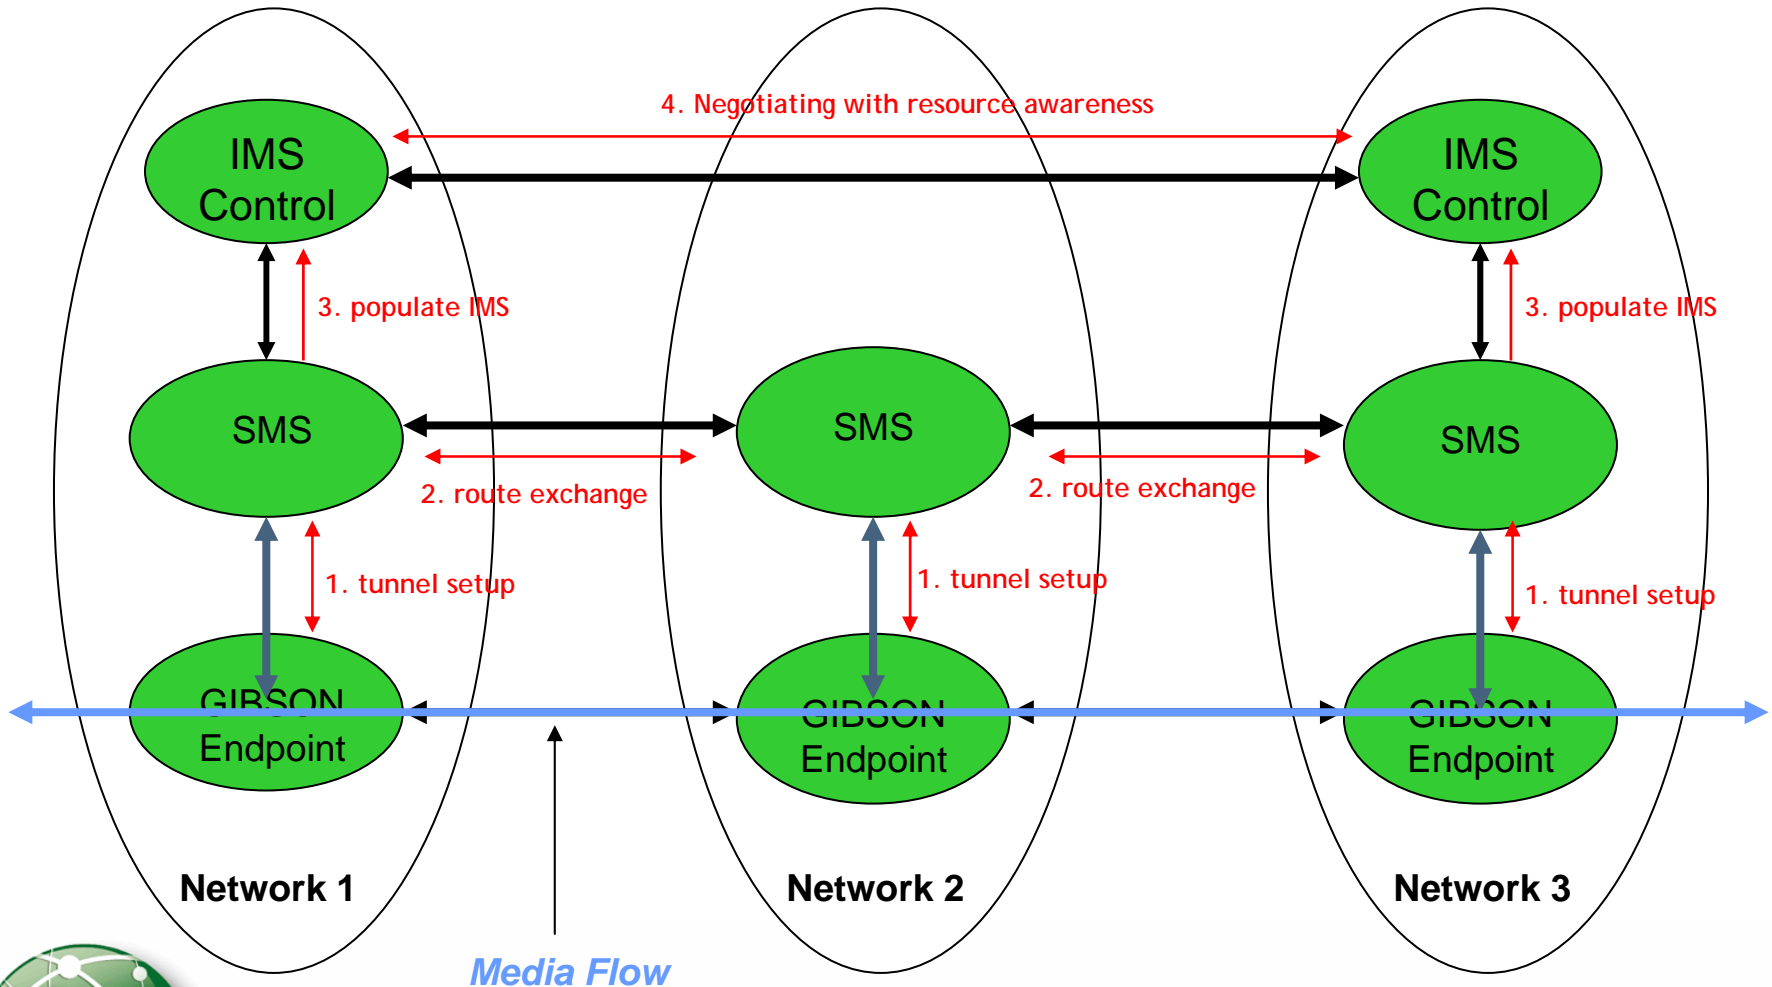 4. Negotiating with resource awareness
IMS
Control
IMS
Control
3. populate IMS
3. populate IMS
SMS
SMS
SMS
2. route exchange
2. route exchange
1. tunnel setup
1. tunnel setup
1. tunnel setup
GIBSON
Endpoint
GIBSON
Endpoint
GIBSON
Endpoint
Network 1
Network 2
Network 3
Media Flow